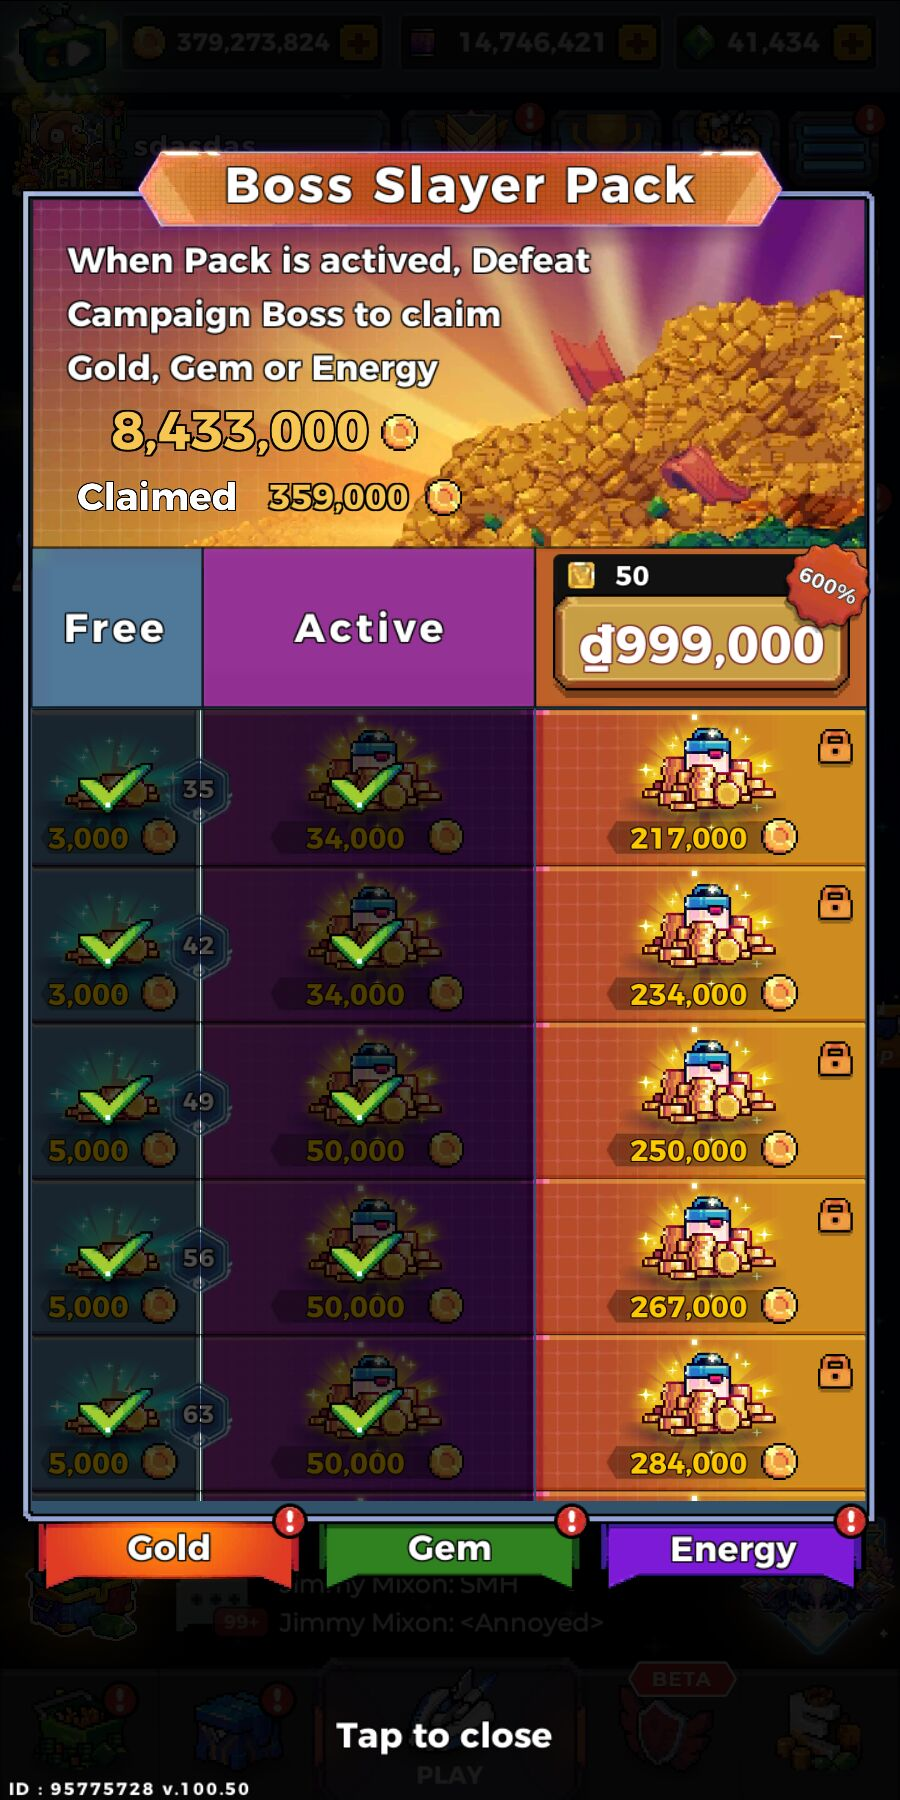 379,273,824
14,746,421
41,434
sdasdas
21
Boss Slayer Pack
When Pack is actived, Defeat
Campaign Boss to claim
Gold, Gem or Energy
8,433,000
Claimed 359,000
Free
Active
50
600%
₫999,000
35
3,000
34,000
217,000
42
3,000
34,000
234,000
49
5,000
50,000
250,000
56
5,000
50,000
267,000
63
5,000
50,000
284,000
Gold
Gem
Energy
Jimmy Mixon: SMH
99+
Jimmy Mixon: <Annoyed>
BETA
Tap to close
PLAY
ID : 95775728 v.100.50